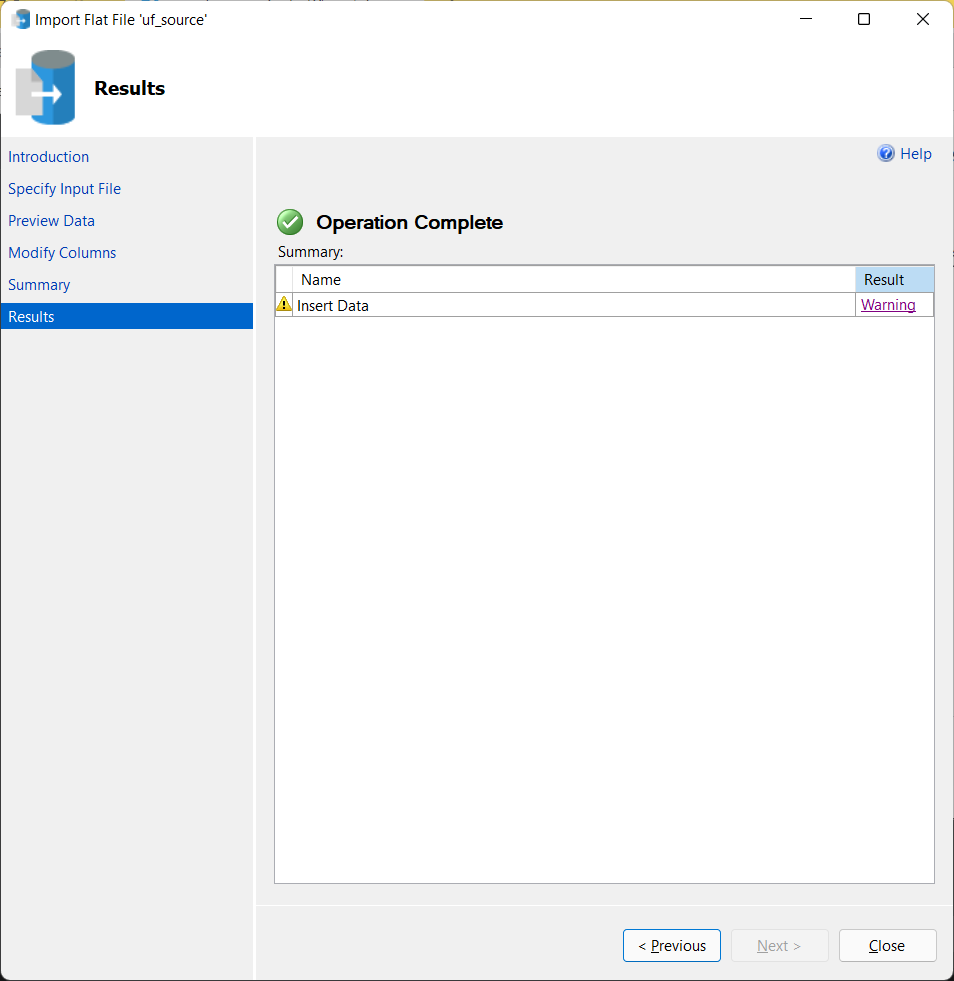 Import Flat File 'uf_source'
Results
Introduction
Specify Input File
Preview Data
Modify Columns
Summary
Results
Help
Operation Complete
Summary:
Name Result
Insert Data Warning
< Previous Next > Close